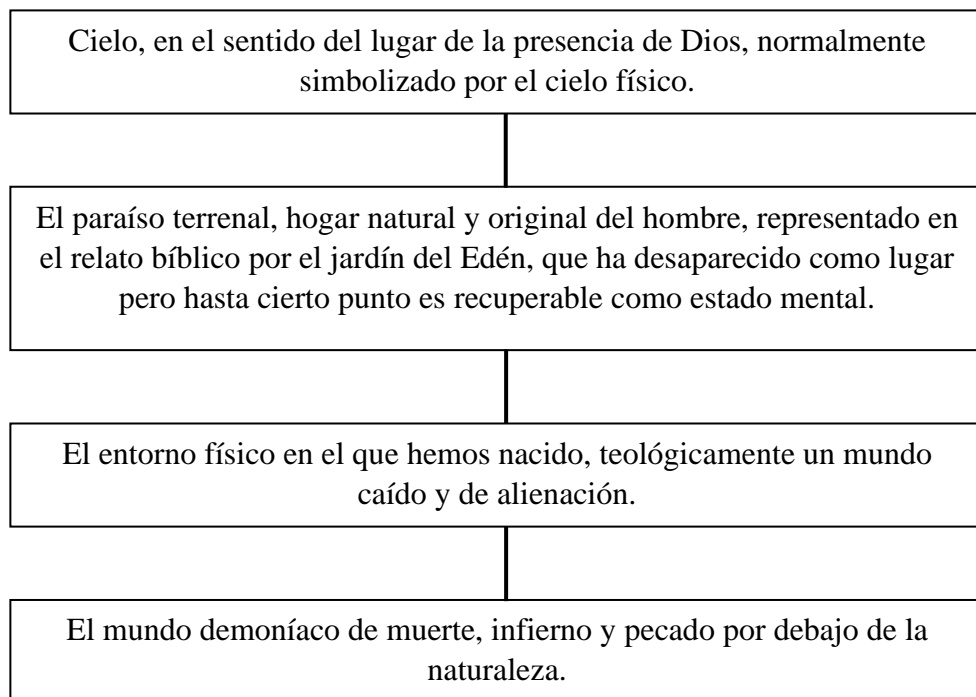 Cielo, en el sentido del lugar de la presencia de Dios, normalmente
simbolizado por el cielo físico.
El paraíso terrenal, hogar natural y original del hombre, representado en
el relato bíblico por el jardín del Edén, que ha desaparecido como lugar
pero hasta cierto punto es recuperable como estado mental.
El entorno físico en el que hemos nacido, teológicamente un mundo
caído y de alienación.
El mundo demoníaco de muerte, infierno y pecado por debajo de la
naturaleza.